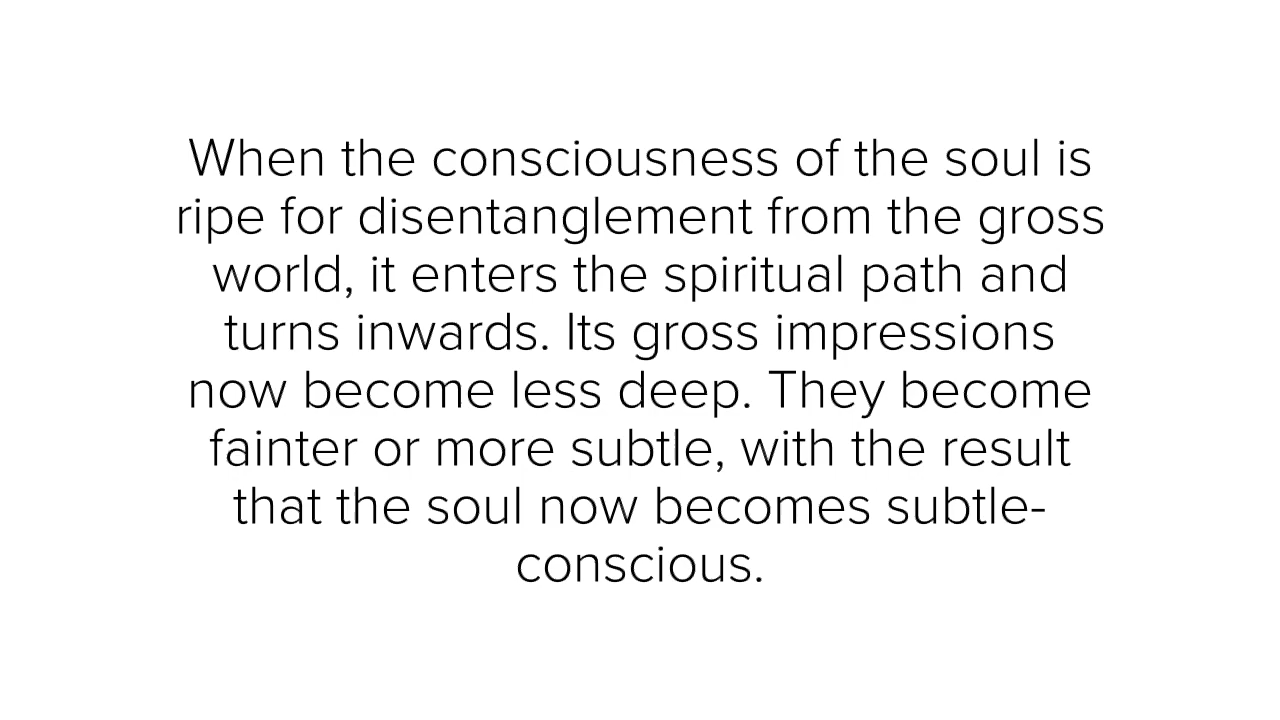 When the consciousness of the soul is
ripe for disentanglement from the gross
world, it enters the spiritual path and
turns inwards. Its gross impressions
now become less deep. They become
fainter or more subtle, with the result
that the soul now becomes subtle-
conscious.